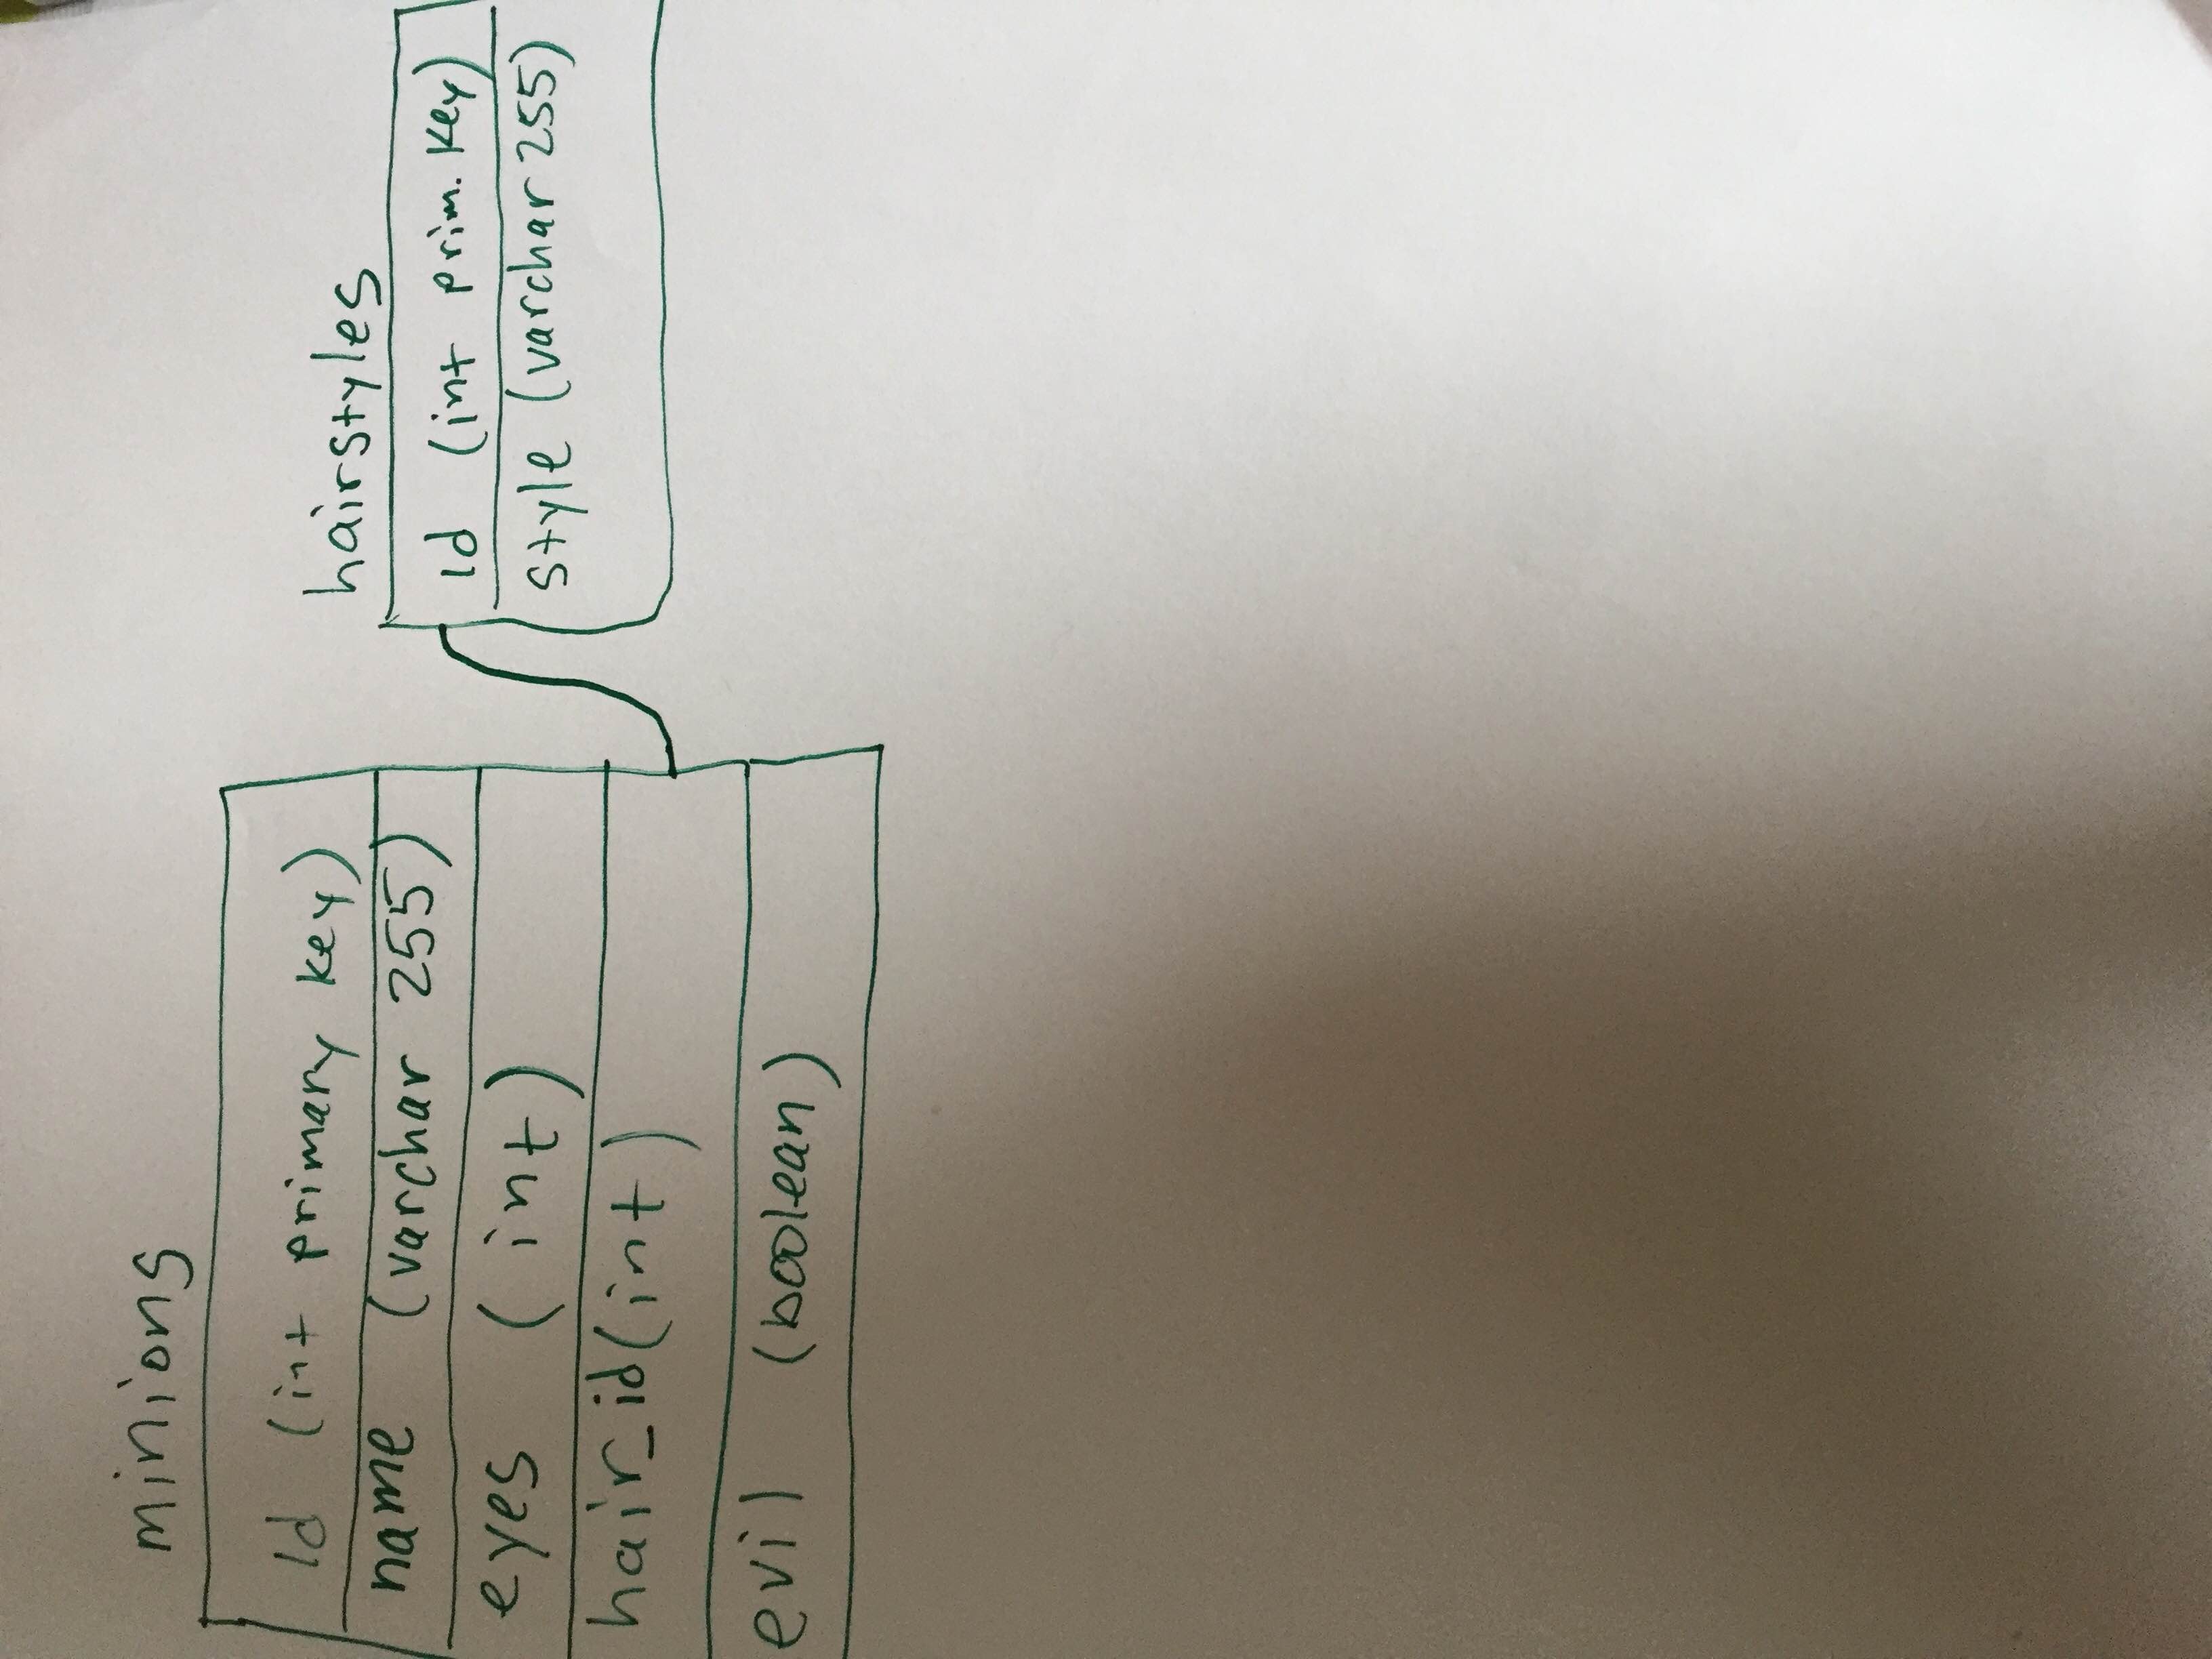 minions
Id (int primary key)
name (varchar 255)
eyes (int)
hair_id (int)
evil (boolean)
hairstyles
Id (int prim. key)
style (varchar 255)